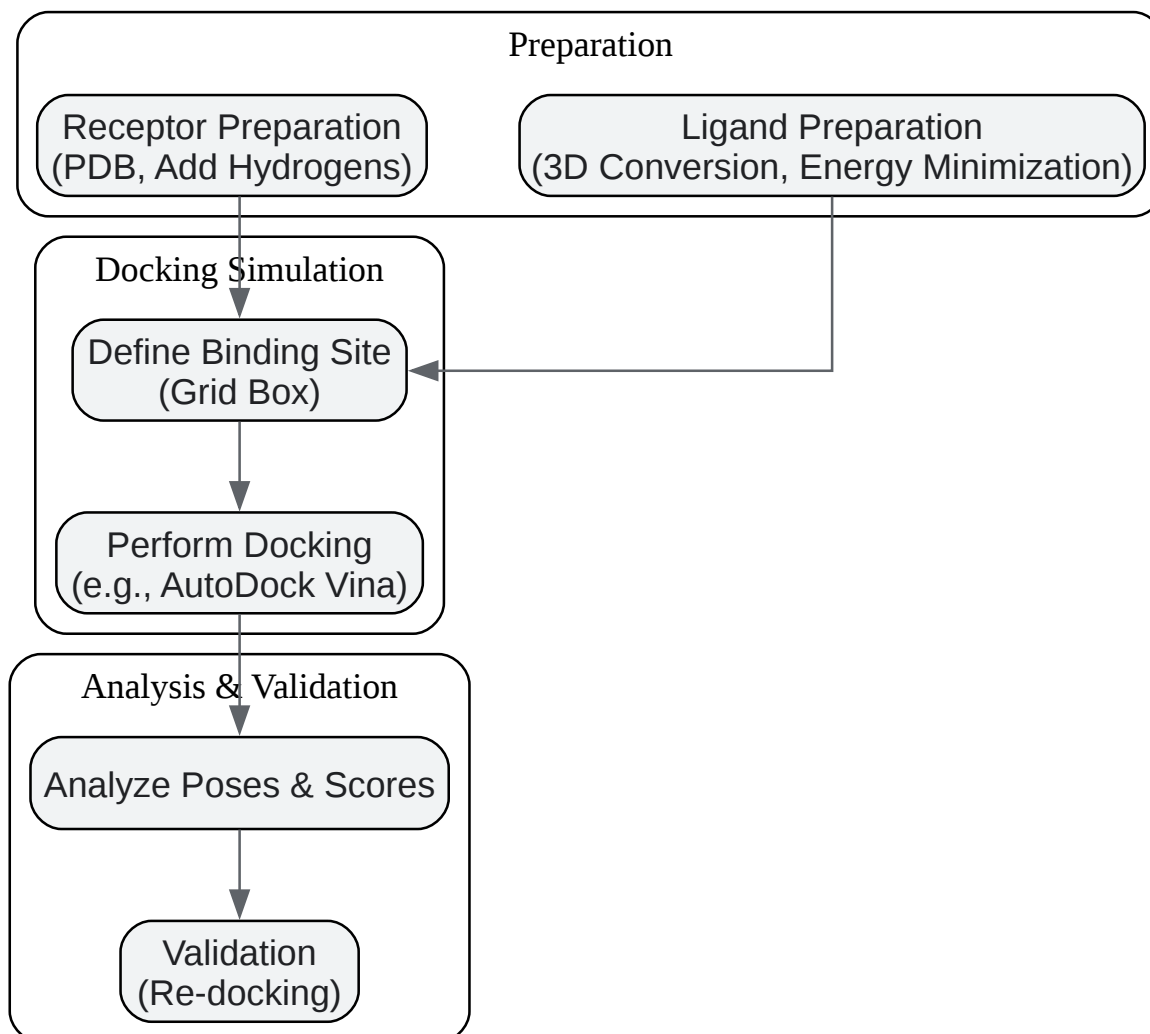 Preparation
Receptor Preparation
(PDB, Add Hydrogens)
Ligand Preparation
(3D Conversion, Energy Minimization)
Docking Simulation
Define Binding Site
(Grid Box)
Perform Docking
(e.g., AutoDock Vina)
Analysis & Validation
Analyze Poses & Scores
Validation
(Re-docking)